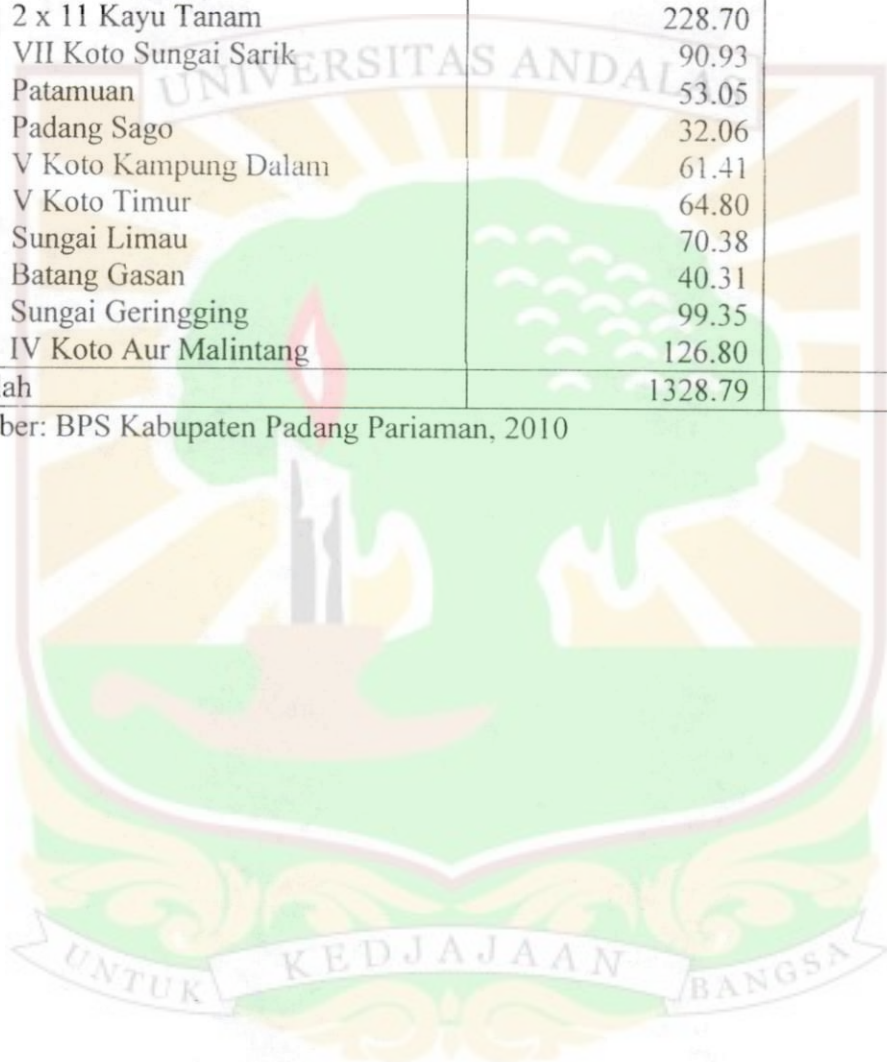 2 x 11 Kayu Tanam 228.70
VII Koto Sungai Sarik 90.93
Patamuan 53.05
Padang Sago 32.06
V Koto Kampung Dalam 61.41
V Koto Timur 64.80
Sungai Limau 70.38
Batang Gasan 40.31
Sungai Geringging 99.35
IV Koto Aur Malintang 126.80
lah 1328.79
ber: BPS Kabupaten Padang Pariaman, 2010
UNIVERSITAS ANDALAS
UNTUK KEDJAJAAN BANGSA